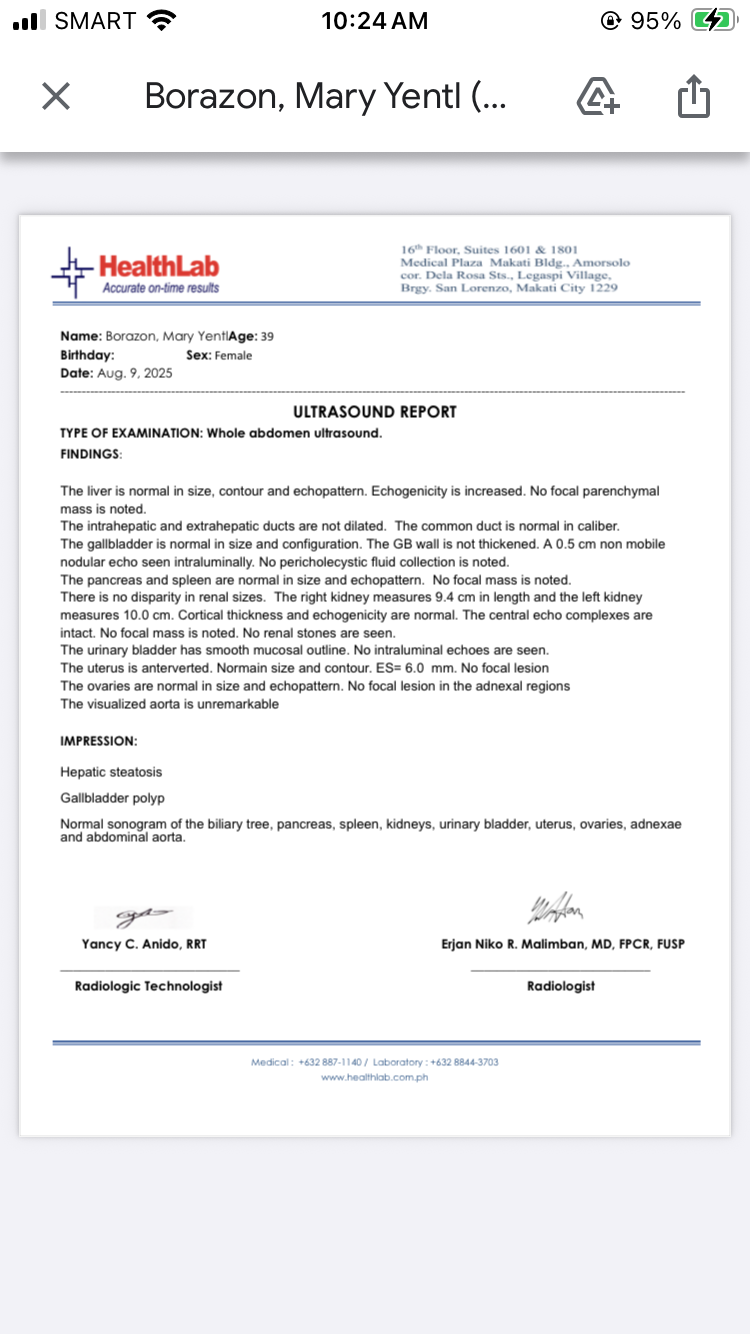 SMART 10:24 AM 95%
Borazon, Mary Yentl (...
HealthLab
Accurate on-time results
16th Floor, Suites 1601 & 1801
Medical Plaza Makati Bldg., Amorsolo
cor. Dela Rosa Sts., Legaspi Village,
Brgy. San Lorenzo, Makati City 1229
Name: Borazon, Mary YentlAge: 39
Birthday: Sex: Female
Date: Aug. 9, 2025
ULTRASOUND REPORT
TYPE OF EXAMINATION: Whole abdomen ultrasound.
FINDINGS:
The liver is normal in size, contour and echopattern. Echogenicity is increased. No focal parenchymal
mass is noted.
The intrahepatic and extrahepatic ducts are not dilated. The common duct is normal in caliber.
The gallbladder is normal in size and configuration. The GB wall is not thickened. A 0.5 cm non mobile
nodular echo seen intraluminally. No pericholecystic fluid collection is noted.
The pancreas and spleen are normal in size and echopattern. No focal mass is noted.
There is no disparity in renal sizes. The right kidney measures 9.4 cm in length and the left kidney
measures 10.0 cm. Cortical thickness and echogenicity are normal. The central echo complexes are
intact. No focal mass is noted. No renal stones are seen.
The urinary bladder has smooth mucosal outline. No intraluminal echoes are seen.
The uterus is anterverted. Normain size and contour. ES= 6.0 mm. No focal lesion
The ovaries are normal in size and echopattern. No focal lesion in the adnexal regions
The visualized aorta is unremarkable
IMPRESSION:
Hepatic steatosis
Gallbladder polyp
Normal sonogram of the biliary tree, pancreas, spleen, kidneys, urinary bladder, uterus, ovaries, adnexae
and abdominal aorta.
Yancy C. Anido, RRT
Radiologic Technologist
Erjan Niko R. Malimban, MD, FPCR, FUSP
Radiologist
Medical : +632 887-1140 / Laboratory : +632 8844-3703
www.healthlab.com.ph